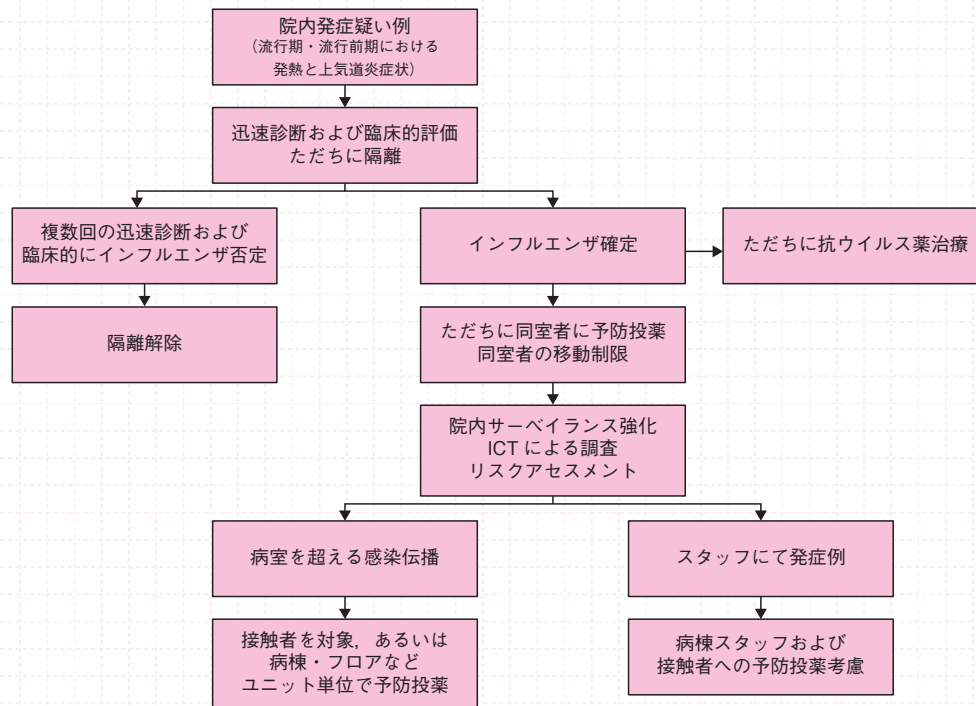 院内発症疑い例
（流行期・流行前期における
発熱と上気道炎症状）
迅速診断および臨床的評価
ただちに隔離
複数回の迅速診断および
臨床的にインフルエンザ否定
インフルエンザ確定
ただちに抗ウイルス薬治療
隔離解除
ただちに同室者に予防投薬
同室者の移動制限
院内サーベイランス強化
ICT による調査
リスクアセスメント
病室を超える感染伝播
スタッフにて発症例
接触者を対象，あるいは
病棟・フロアなど
ユニット単位で予防投薬
病棟スタッフおよび
接触者への予防投薬考慮